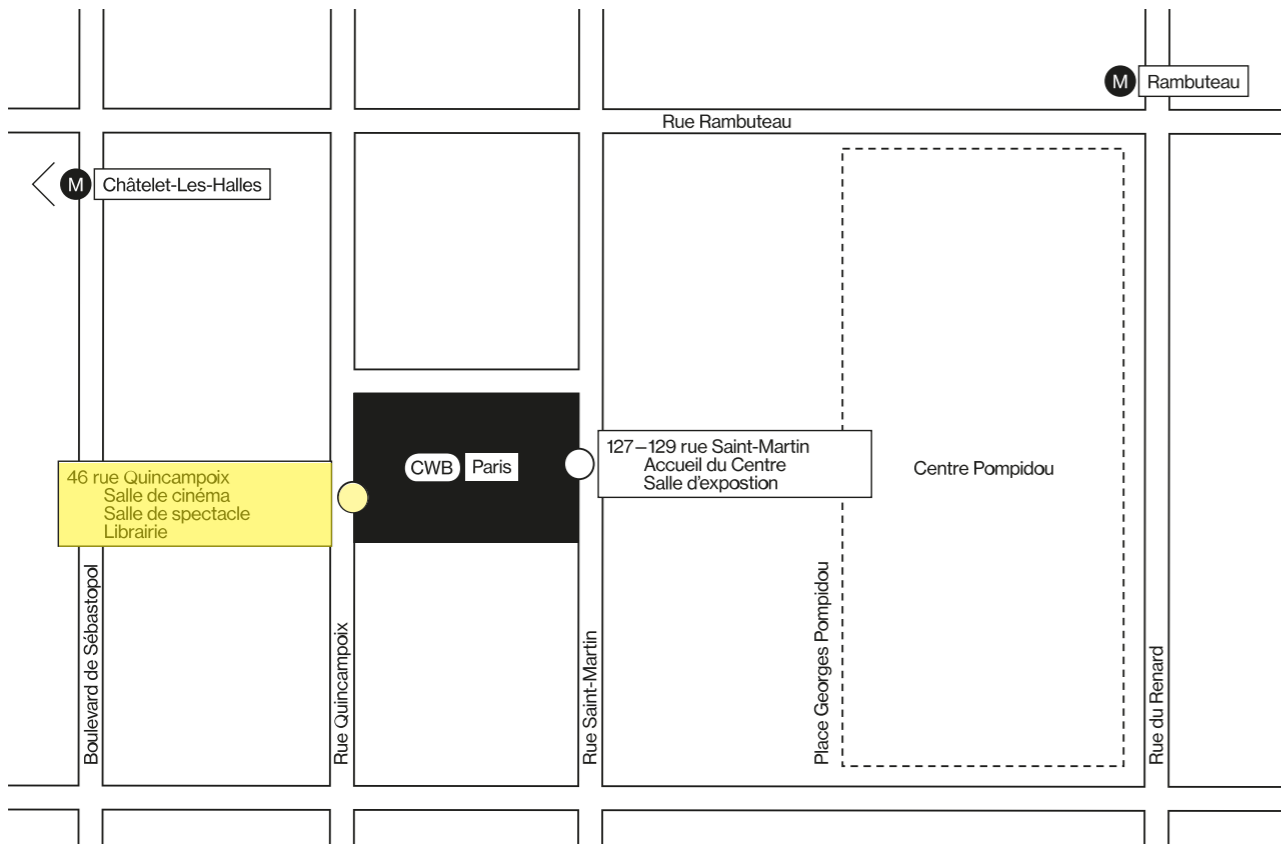 M Rambuteau
Rue Rambuteau
M Châtelet-Les-Halles
46 rue Quincampoix
Salle de cinéma
Salle de spectacle
Librairie
CWB Paris
127–129 rue Saint-Martin
Accueil du Centre
Salle d'expostion
Centre Pompidou
Boulevard de Sébastopol
Rue Quincampoix
Rue Saint-Martin
Place Georges Pompidou
Rue du Renard